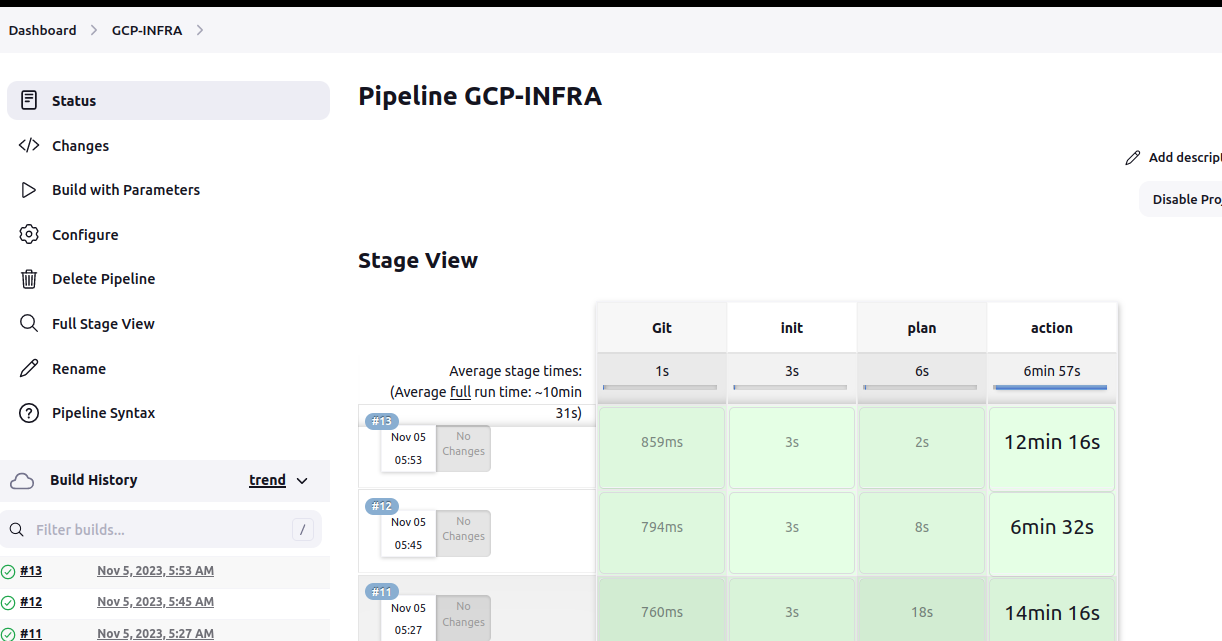 Dashboard > GCP-INFRA >
Status
Changes
Build with Parameters
Configure
Delete Pipeline
Full Stage View
Rename
Pipeline Syntax
Build History trend
Filter builds... /
#13 Nov 5, 2023, 5:53 AM
#12 Nov 5, 2023, 5:45 AM
#11 Nov 5, 2023, 5:27 AM
Pipeline GCP-INFRA
Add descript
Disable Proj
Stage View
Git init plan action
Average stage times: 1s 3s 6s 6min 57s
(Average full run time: ~10min
31s)
#13
Nov 05
05:53
No
Changes
859ms 3s 2s 12min 16s
#12
Nov 05
05:45
No
Changes
794ms 3s 8s 6min 32s
#11
Nov 05
05:27
No
Changes
760ms 3s 18s 14min 16s